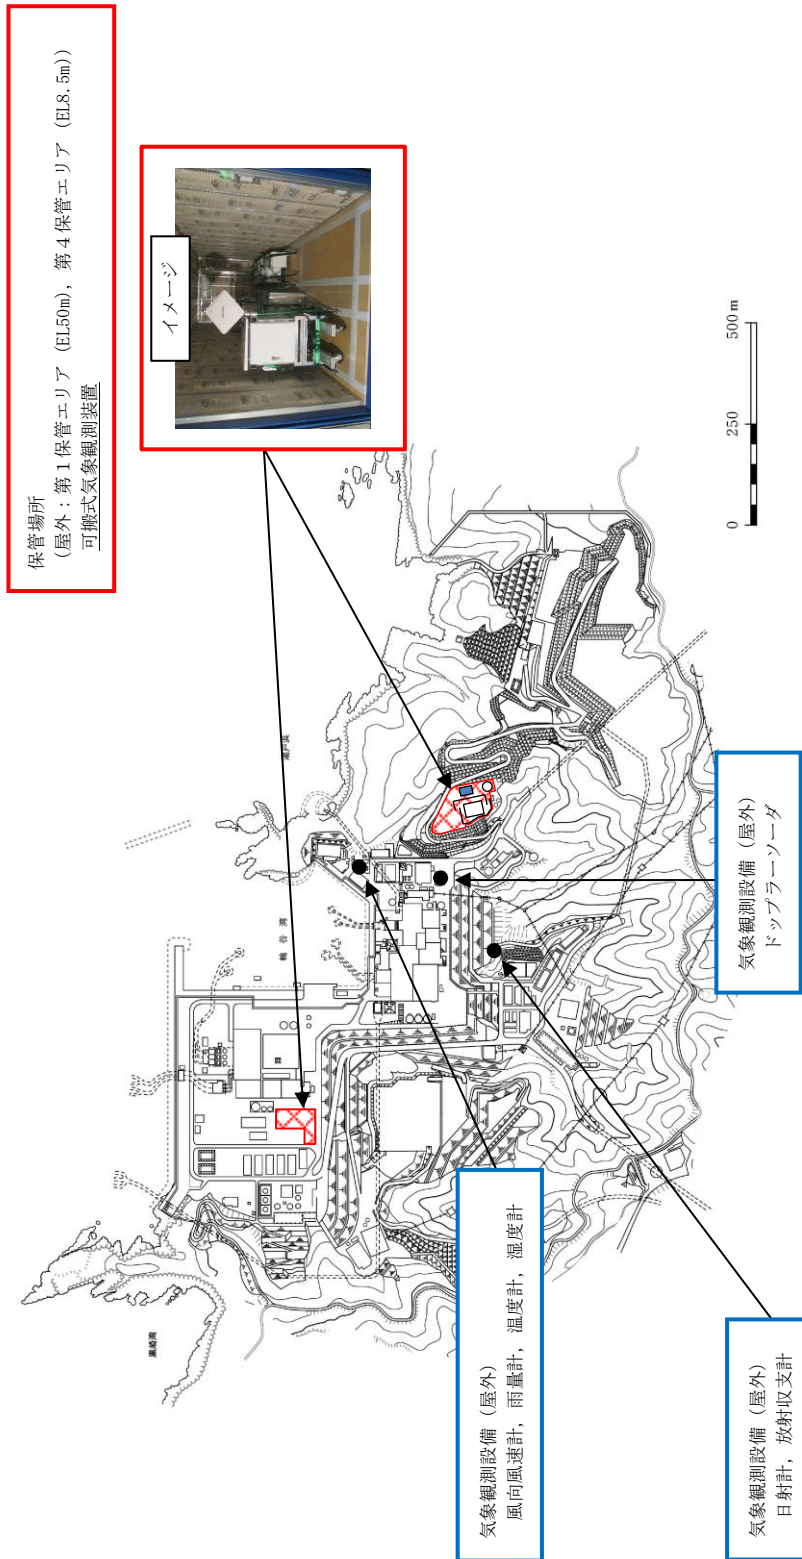 保管場所
(屋外：第１保管エリア (EL50m)，第４保管エリア (EL8.5m))
可搬式気象観測装置
イメージ
0 250 500m
輪谷湾
気象観測設備（屋外）
風向風速計，雨量計，温度計，湿度計
気象観測設備（屋外）
ドップラーソーダ
気象観測設備（屋外）
日射計，放射収支計